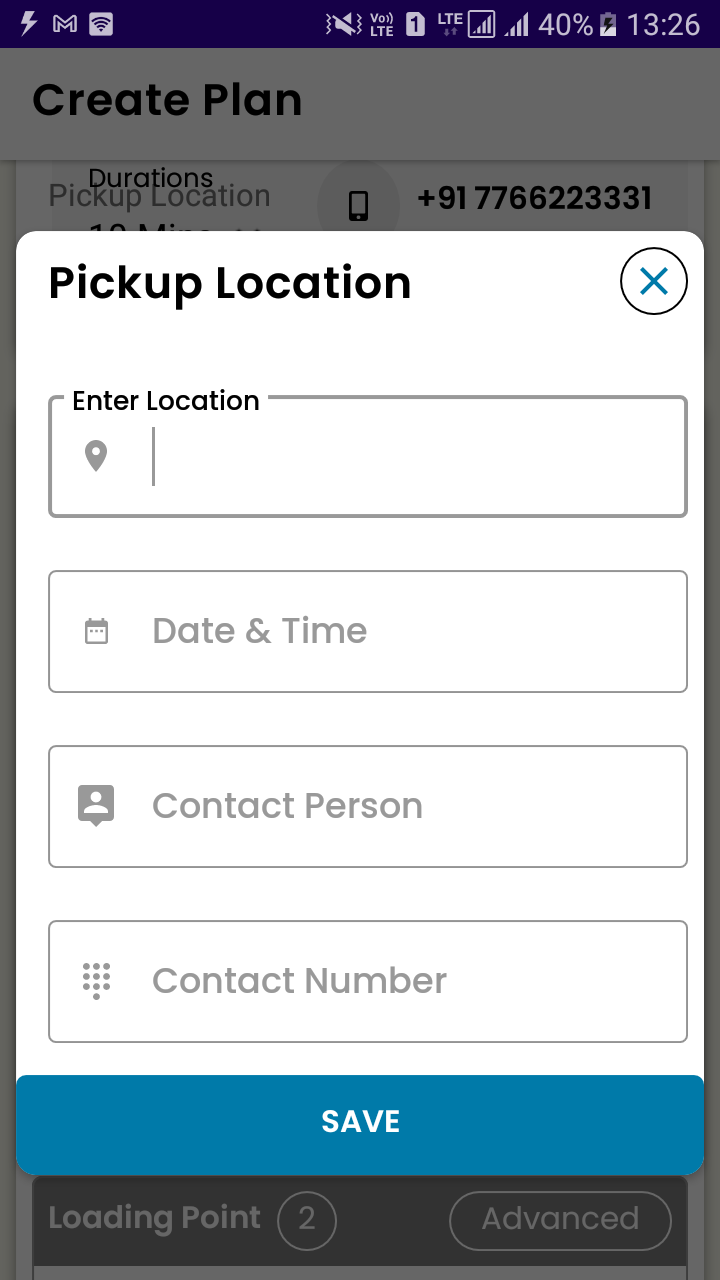 Vo)) LTE 1 LTE 40% 13:26
Create Plan
Durations
Pickup Location
+91 7766223331
Pickup Location
Enter Location
Date & Time
Contact Person
Contact Number
SAVE
Loading Point 2 Advanced